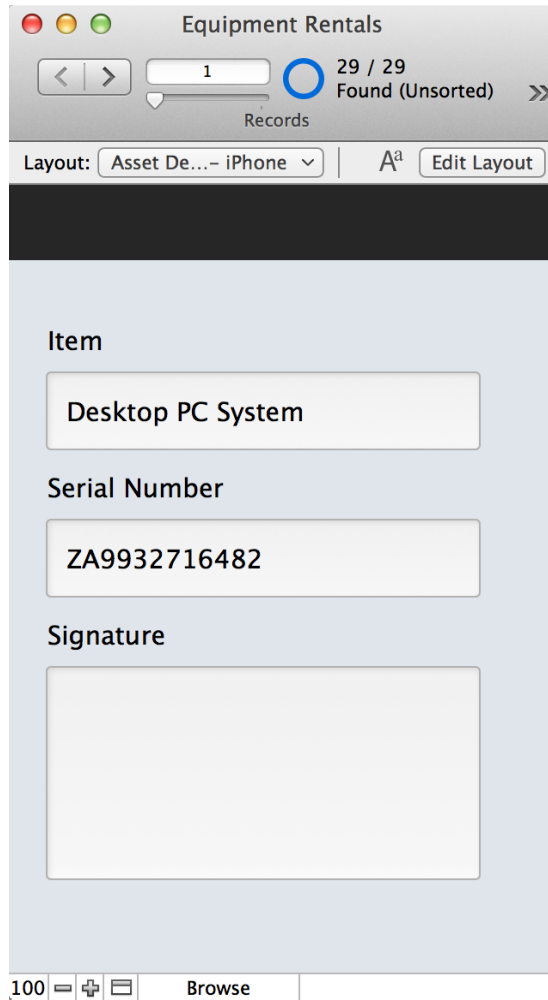 Equipment Rentals
1
29 / 29
Found (Unsorted)
Records
Layout: Asset De...– iPhone Aa Edit Layout
Item
Desktop PC System
Serial Number
ZA9932716482
Signature
100 Browse